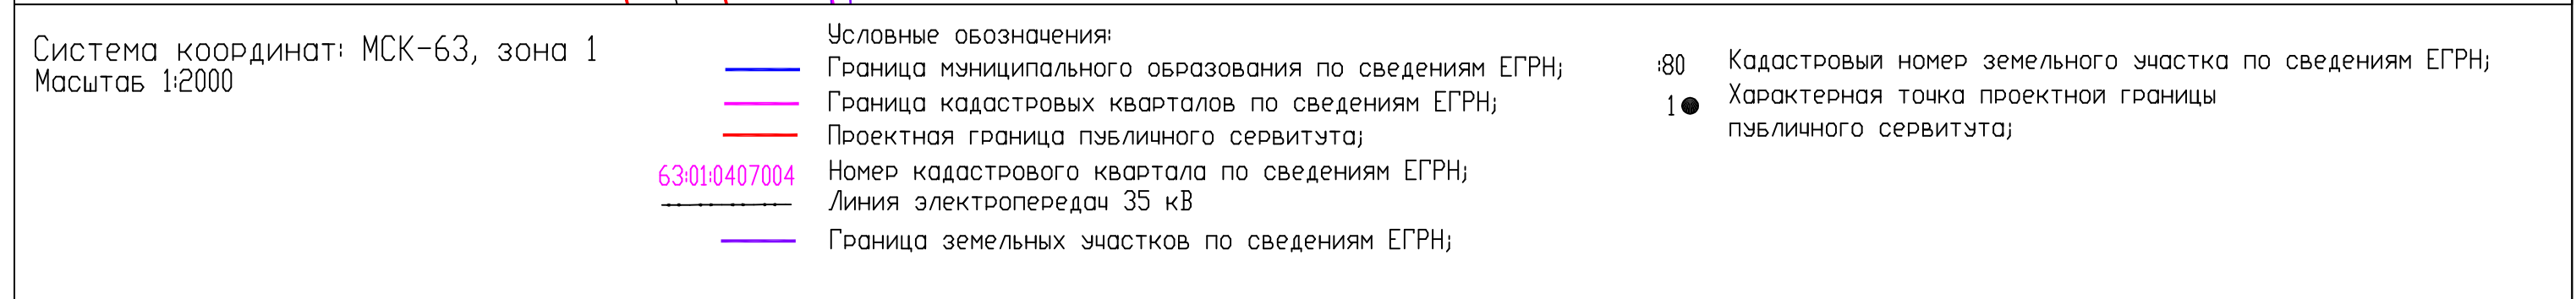 Система координат: МСК-63, зона 1
Масштаб 1:2000
Условные обозначения:
Граница муниципального образования по сведениям ЕГРН;
Граница кадастровых кварталов по сведениям ЕГРН;
Проектная граница публичного сервитута;
63:01:0407004 Номер кадастрового квартала по сведениям ЕГРН;
Линия электропередач 35 кВ
Граница земельных участков по сведениям ЕГРН;
:80 Кадастровый номер земельного участка по сведениям ЕГРН;
1 Характерная точка проектной границы
публичного сервитута;